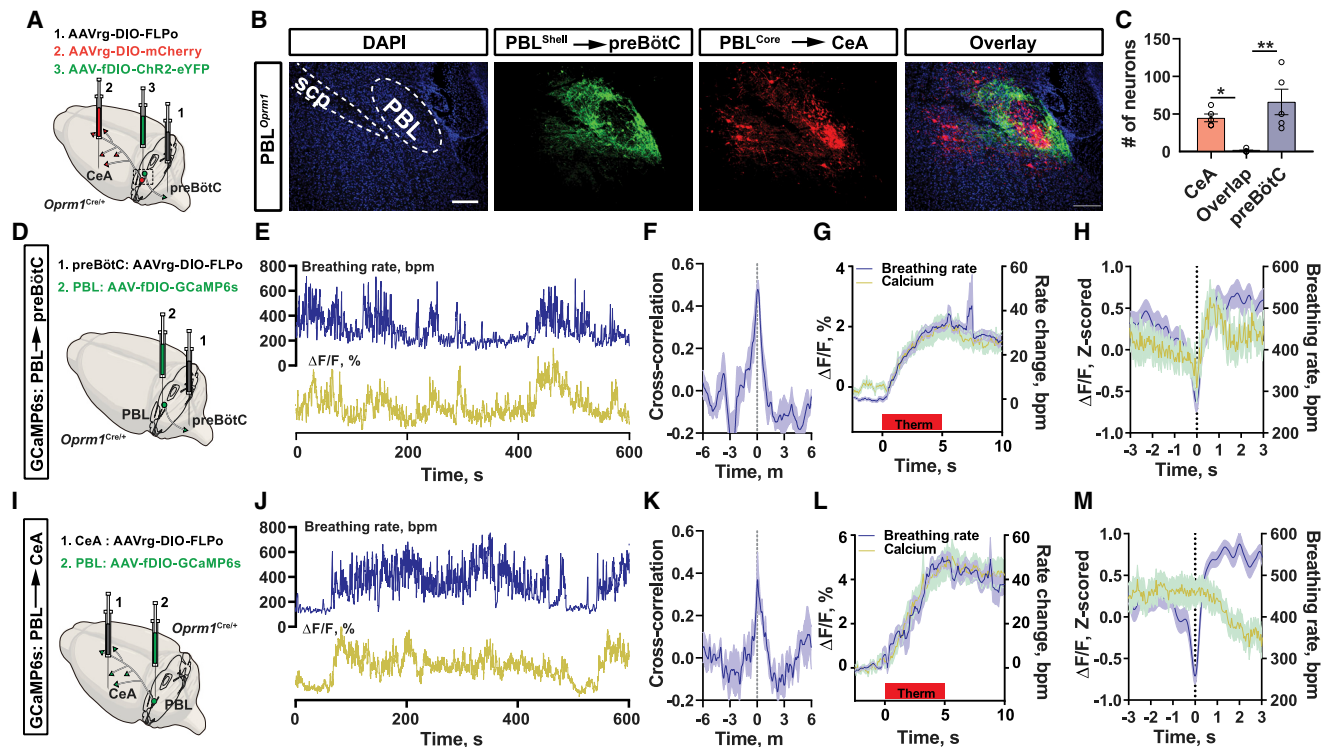 A
1. AAVrg-DIO-FLPo
2. AAVrg-DIO-mCherry
3. AAV-fDIO-ChR2-eYFP
2
3
1
CeA
preBötC
Oprm1Cre/+
B
DAPI
PBLShell → preBötC
PBLCore → CeA
Overlay
PBLOprm1
scp
PBL
C
# of neurons
150
100
50
0
*
**
CeA
Overlap
preBötC
D
GCaMP6s: PBL → preBötC
1. preBötC: AAVrg-DIO-FLPo
2. PBL: AAV-fDIO-GCaMP6s
2
1
PBL
preBötC
Oprm1Cre/+
E
Breathing rate, bpm
800
600
400
200
0
ΔF/F, %
0 200 400 600
Time, s
F
Cross-correlation
0.6
0.4
0.2
0.0
-0.2
-6 -3 0 3 6
Time, m
G
Breathing rate
Calcium
ΔF/F, %
4
2
0
Rate change, bpm
60
40
20
0
Therm
0 5 10
Time, s
H
ΔF/F, Z-scored
1.0
0.5
0.0
-0.5
-1.0
Breathing rate, bpm
600
500
400
300
200
-3 -2 -1 0 1 2 3
Time, s
I
GCaMP6s: PBL → CeA
1. CeA : AAVrg-DIO-FLPo
2. PBL: AAV-fDIO-GCaMP6s
1
2
Oprm1Cre/+
CeA
PBL
J
Breathing rate, bpm
800
600
400
200
0
ΔF/F, %
0 200 400 600
Time, s
K
Cross-correlation
0.6
0.4
0.2
0.0
-0.2
-6 -3 0 3 6
Time, m
L
Breathing rate
Calcium
ΔF/F, %
6
4
2
0
Rate change, bpm
60
40
20
0
Therm
0 5 10
Time, s
M
ΔF/F, Z-scored
1.0
0.5
0.0
-0.5
-1.0
Breathing rate, bpm
600
500
400
300
200
-3 -2 -1 0 1 2 3
Time, s